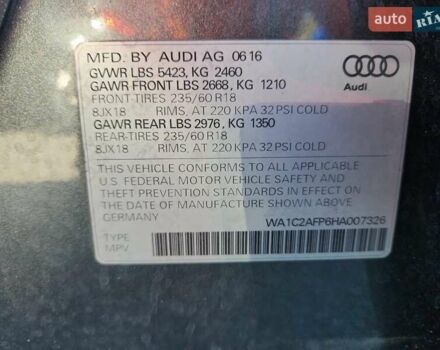 RIA
MFD. BY AUDI AG 06 16
GVWR LBS 5423, KG 2460
GAWR FRONT LBS 2668, KG 1210
FRONT-TIRES 235/60 R18
8JX18 RIMS, AT 220 KPA 32 PSI COLD
GAWR REAR LBS 2976, KG 1350
REAR-TIRES 235/60 R18
8JX18 RIMS, AT 220 KPA 32 PSI COLD
Audi
THIS VEHICLE CONFORMS TO ALL APPLICABLE
U.S. FEDERAL MOTOR VEHICLE SAFETY AND
THEFT PREVENTION STANDARDS IN EFFECT ON
THE DATE OF MANUFACTURE SHOWN ABOVE
GERMANY
WA1C2AFP6HA007326
TYPE
MPV